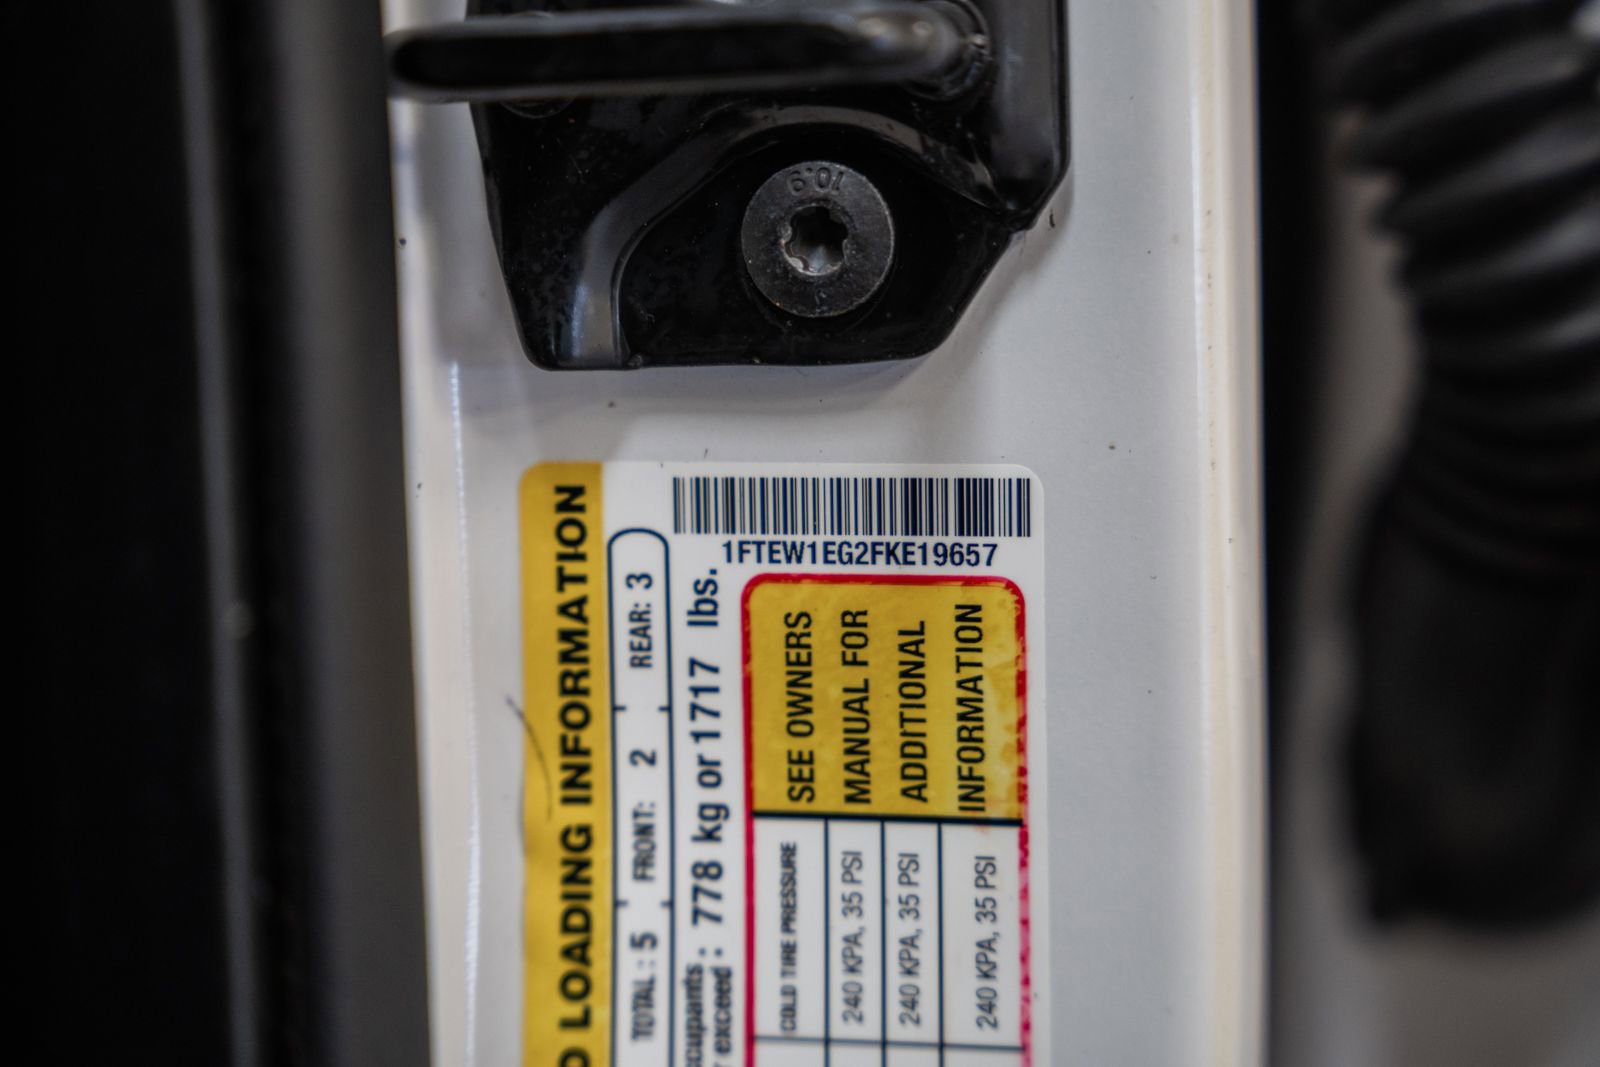 10.9
1FTEW1EG2FKE19657
LOADING INFORMATION
TOTAL : 5 FRONT: 2 REAR: 3
exceed : 778 kg or 1717 lbs.
COLD TIRE PRESSURE
240 KPA, 35 PSI
240 KPA, 35 PSI
240 KPA, 35 PSI
SEE OWNERS
MANUAL FOR
ADDITIONAL
INFORMATION